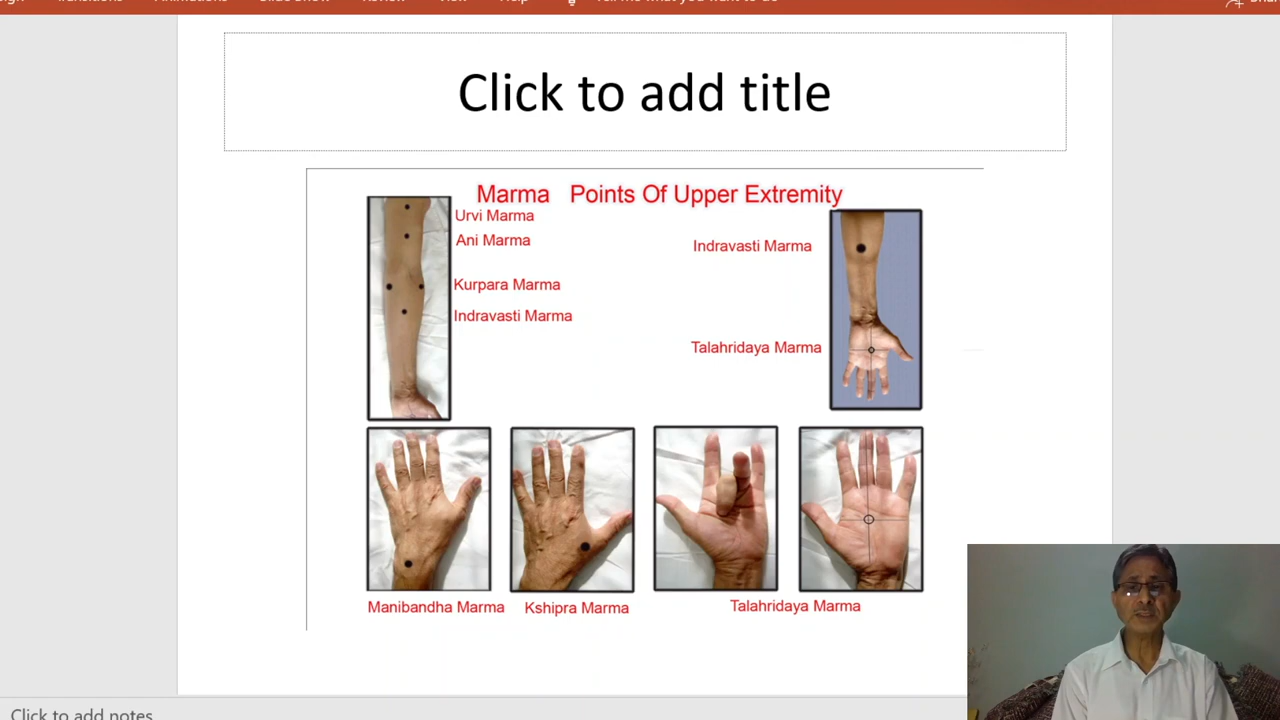 Click to add title
Marma Points Of Upper Extremity
Urvi Marma
Ani Marma
Kurpara Marma
Indravasti Marma
Indravasti Marma
Talahridaya Marma
Manibandha Marma
Kshipra Marma
Talahridaya Marma
Click to add notes